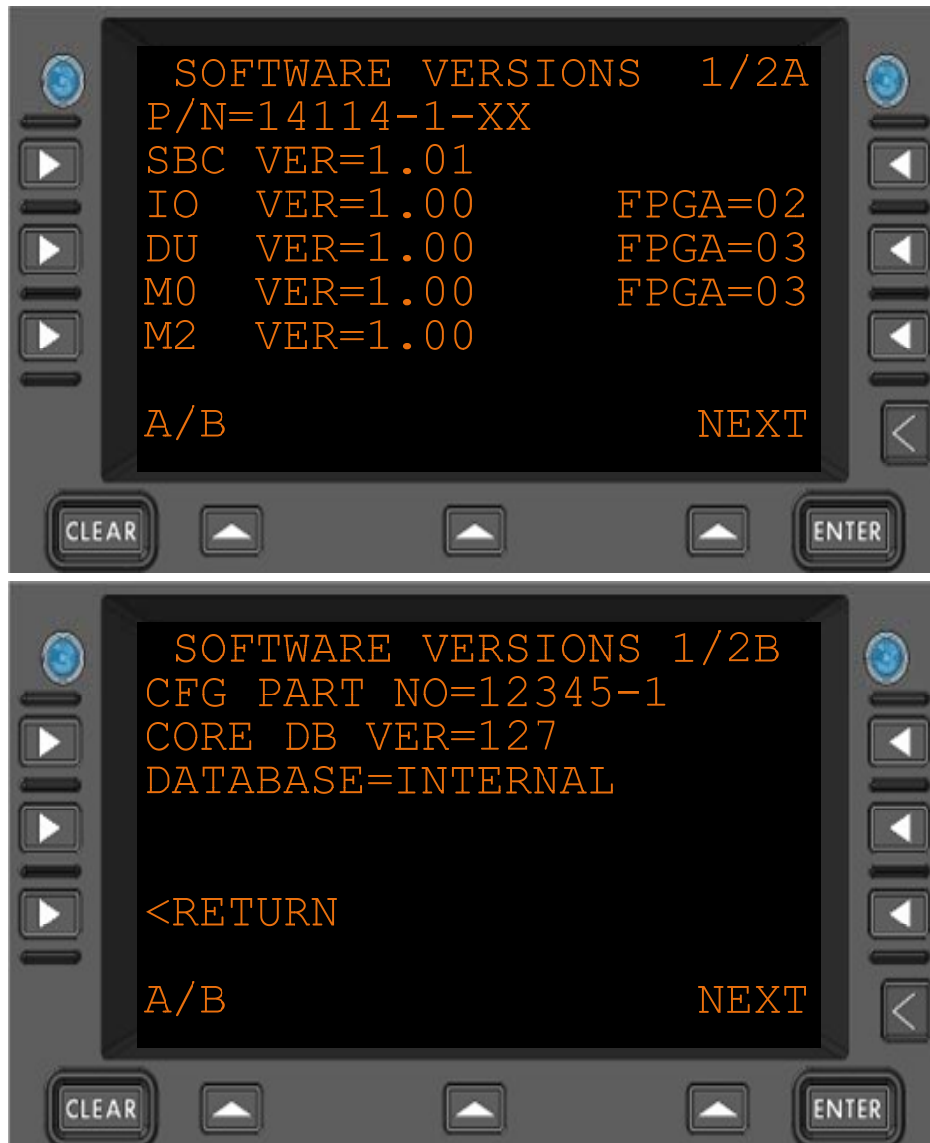 SOFTWARE VERSIONS 1/2A
P/N=14114-1-XX
SBC VER=1.01
IO VER=1.00 FPGA=02
DU VER=1.00 FPGA=03
M0 VER=1.00 FPGA=03
M2 VER=1.00
A/B NEXT
CLEAR ENTER
SOFTWARE VERSIONS 1/2B
CFG PART NO=12345-1
CORE DB VER=127
DATABASE=INTERNAL
<RETURN
A/B NEXT
CLEAR ENTER